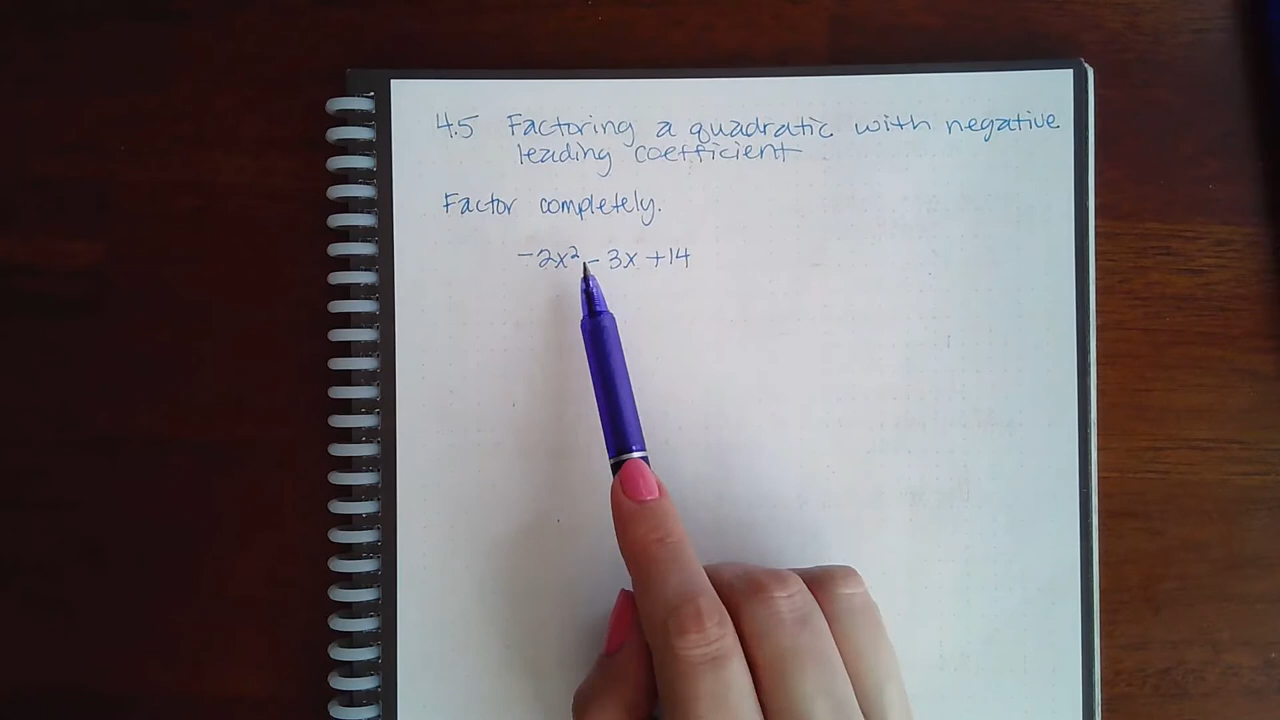 4.5 Factoring a quadratic with negative
leading coefficient
Factor completely.
-2x² - 3x + 14